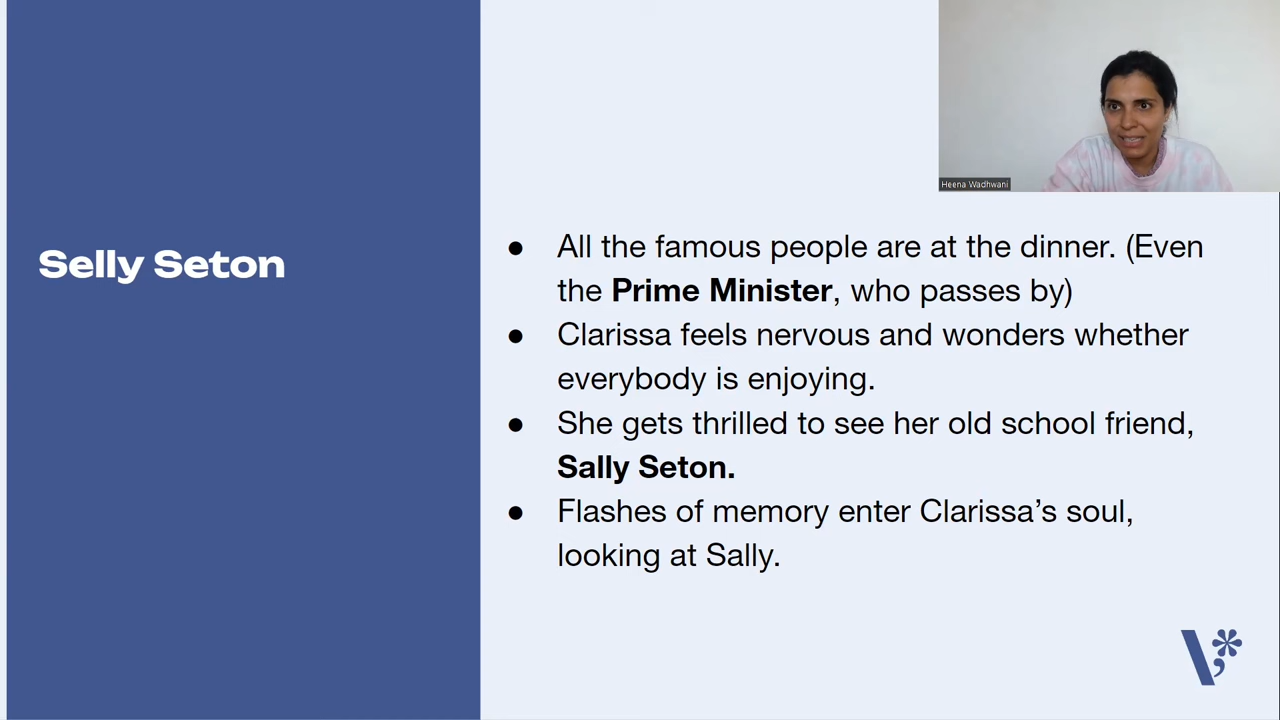 Heena Wadhwani
Selly Seton
● All the famous people are at the dinner. (Even
the Prime Minister, who passes by)
● Clarissa feels nervous and wonders whether
everybody is enjoying.
● She gets thrilled to see her old school friend,
Sally Seton.
● Flashes of memory enter Clarissa’s soul,
looking at Sally.